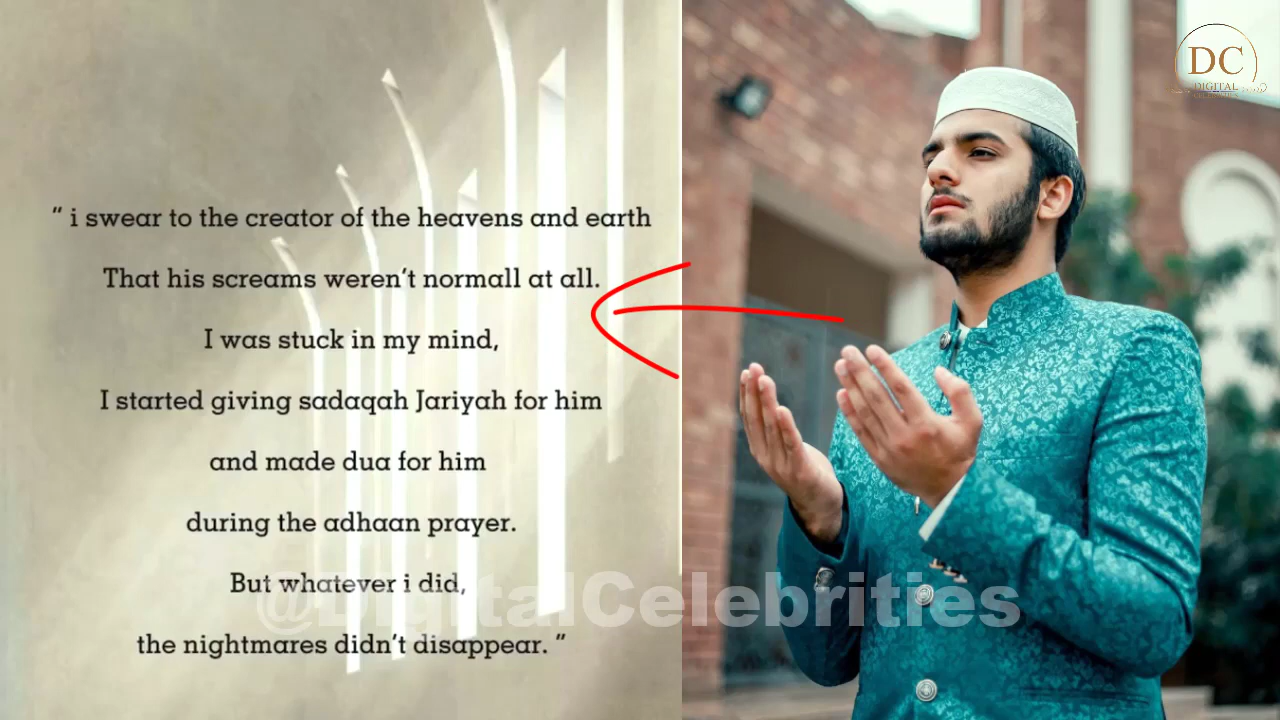 “ i swear to the creator of the heavens and earth
That his screams weren’t normall at all.
I was stuck in my mind,
I started giving sadaqah Jariyah for him
and made dua for him
during the adhaan prayer.
But whatever i did,
the nightmares didn’t disappear. ”
@DigitalCelebrities
DC
DIGITAL